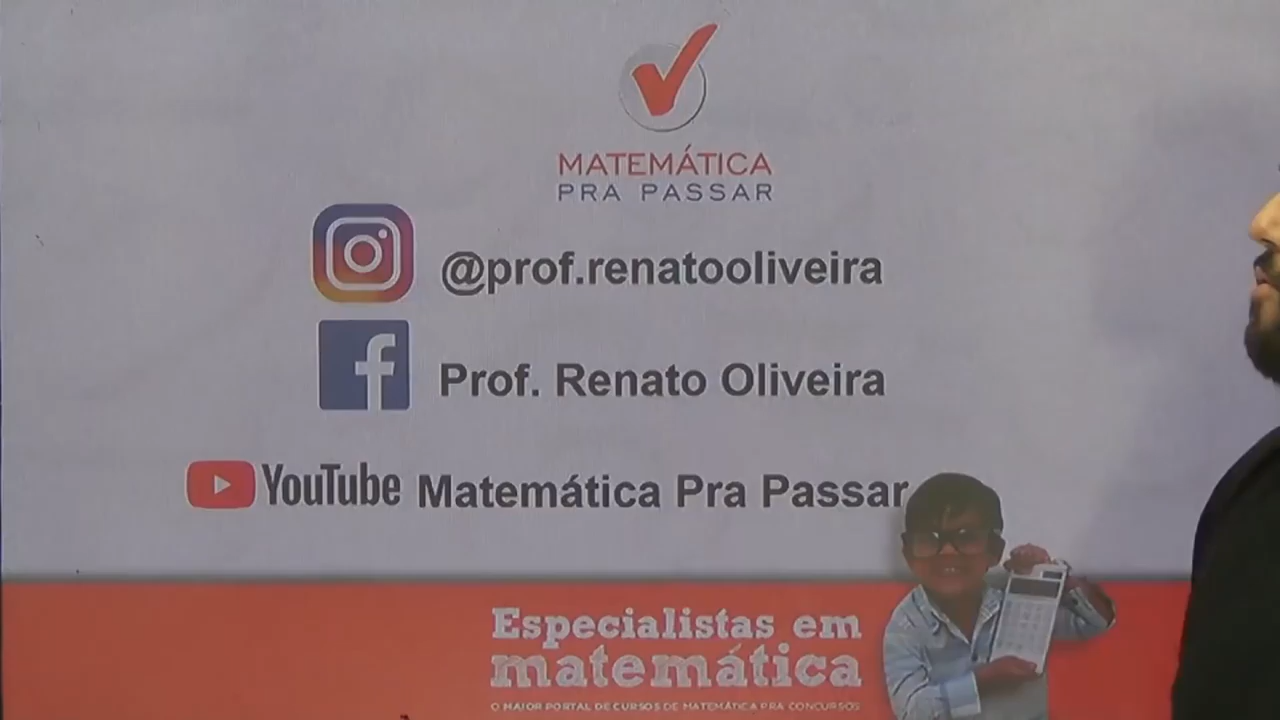 MATEMÁTICA
PRA PASSAR
@prof.renatooliveira
Prof. Renato Oliveira
YouTube Matemática Pra Passar
Especialistas em
matemática
O MAIOR PORTAL DE CURSOS DE MATEMÁTICA PRA CONCURSOS